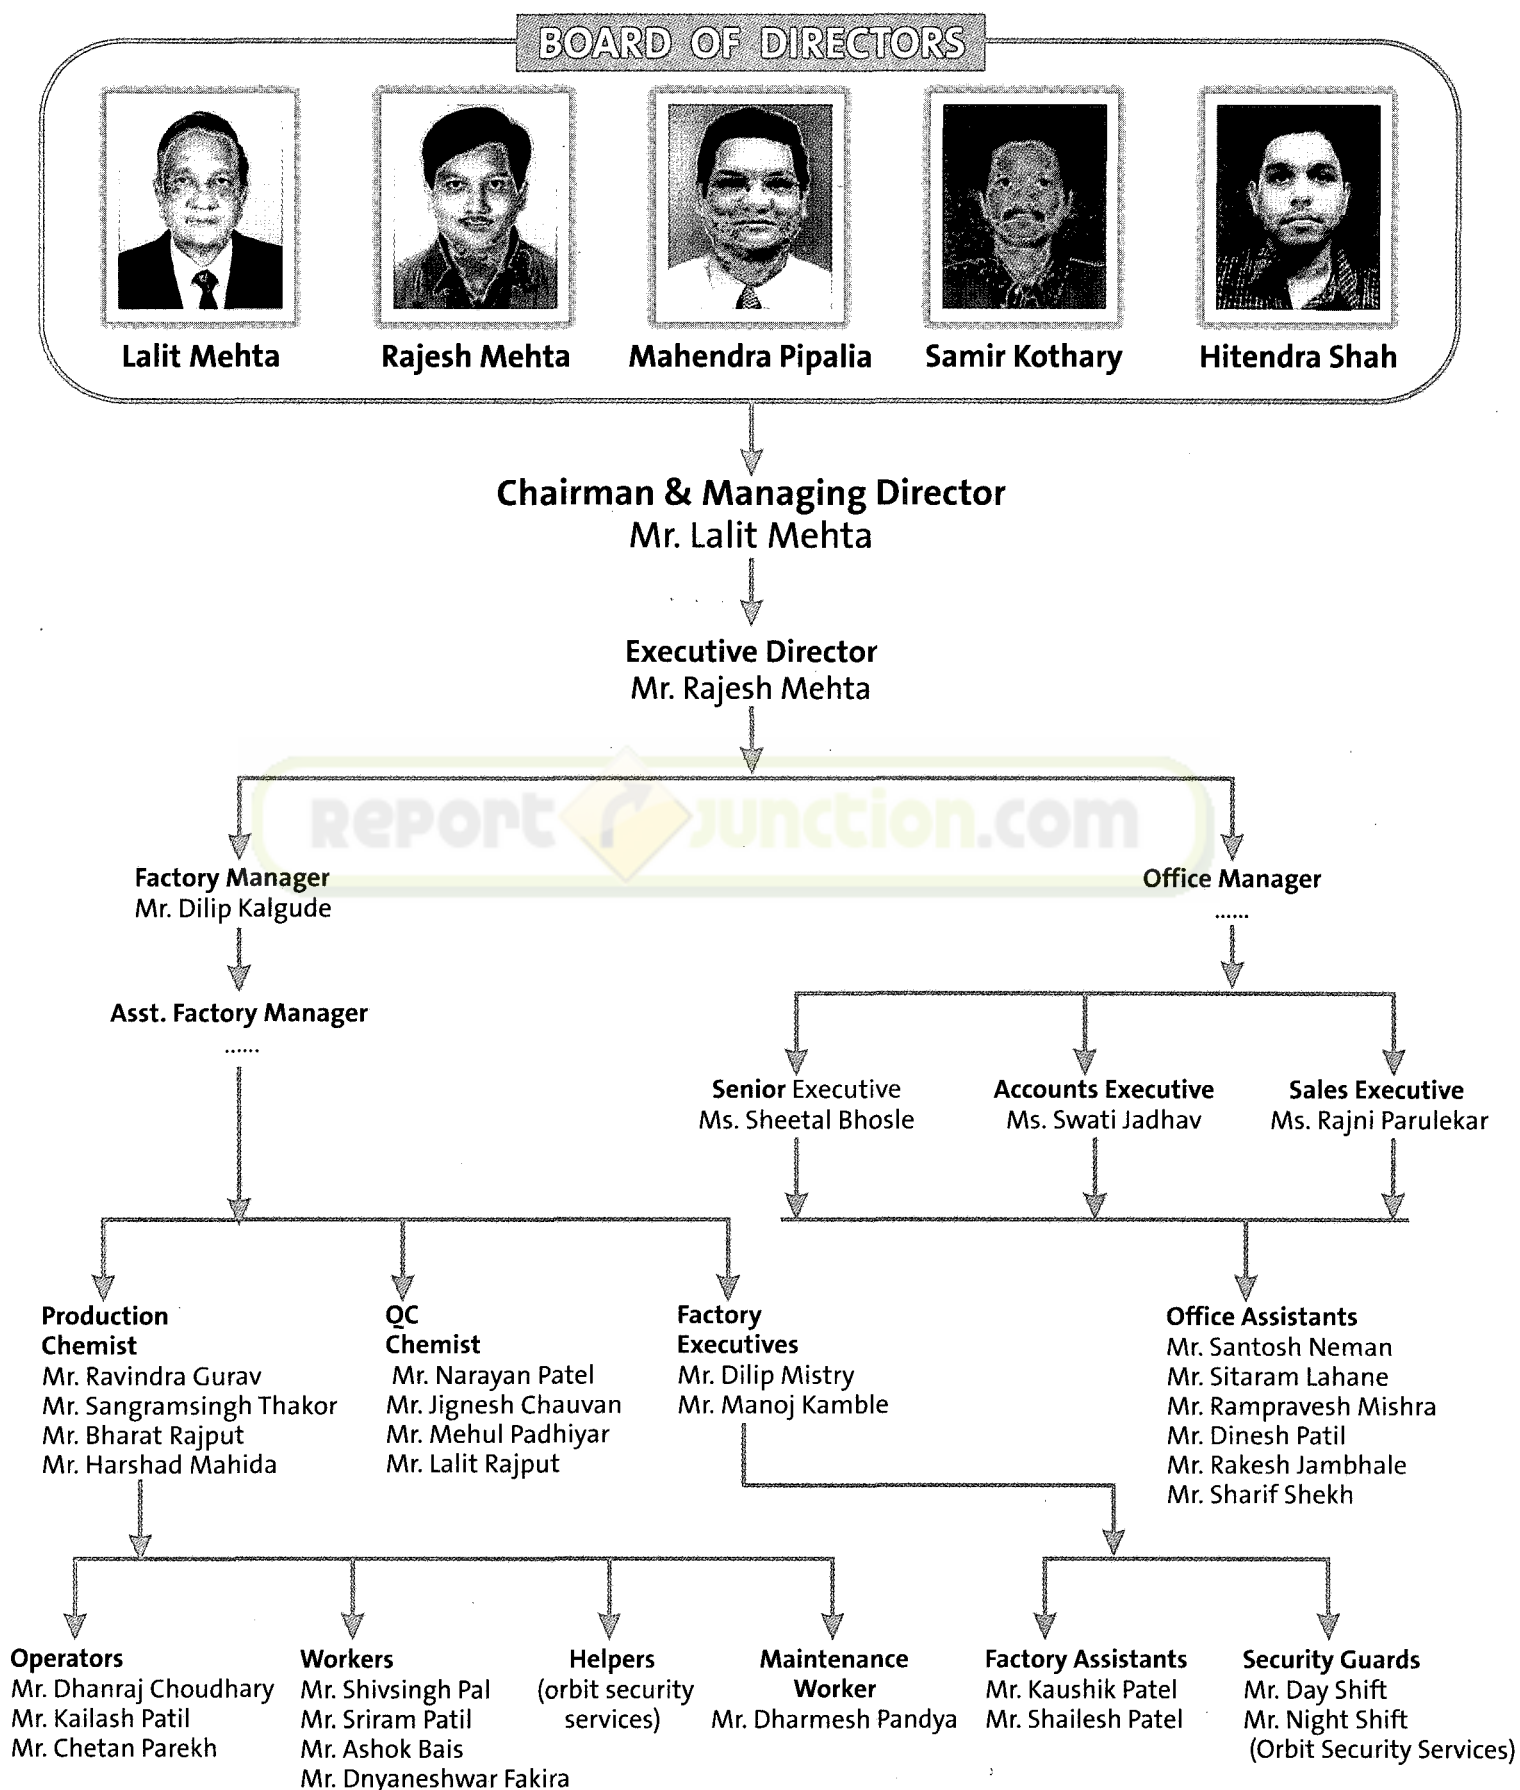 BOARD OF DIRECTORS
Lalit Mehta
Rajesh Mehta
Mahendra Pipalia
Samir Kothary
Hitendra Shah
Chairman & Managing Director
Mr. Lalit Mehta
Executive Director
Mr. Rajesh Mehta
Report Junction.com
Factory Manager
Mr. Dilip Kalgude
Office Manager
......
Asst. Factory Manager
......
Senior Executive
Ms. Sheetal Bhosle
Accounts Executive
Ms. Swati Jadhav
Sales Executive
Ms. Rajni Parulekar
Production
Chemist
Mr. Ravindra Gurav
Mr. Sangramsingh Thakor
Mr. Bharat Rajput
Mr. Harshad Mahida
QC
Chemist
Mr. Narayan Patel
Mr. Jignesh Chauvan
Mr. Mehul Padhiyar
Mr. Lalit Rajput
Factory
Executives
Mr. Dilip Mistry
Mr. Manoj Kamble
Office Assistants
Mr. Santosh Neman
Mr. Sitaram Lahane
Mr. Rampravesh Mishra
Mr. Dinesh Patil
Mr. Rakesh Jambhale
Mr. Sharif Shekh
Operators
Mr. Dhanraj Choudhary
Mr. Kailash Patil
Mr. Chetan Parekh
Workers
Mr. Shivsingh Pal
Mr. Sriram Patil
Mr. Ashok Bais
Mr. Dnyaneshwar Fakira
Helpers
(orbit security
services)
Maintenance
Worker
Mr. Dharmesh Pandya
Factory Assistants
Mr. Kaushik Patel
Mr. Shailesh Patel
Security Guards
Mr. Day Shift
Mr. Night Shift
(Orbit Security Services)